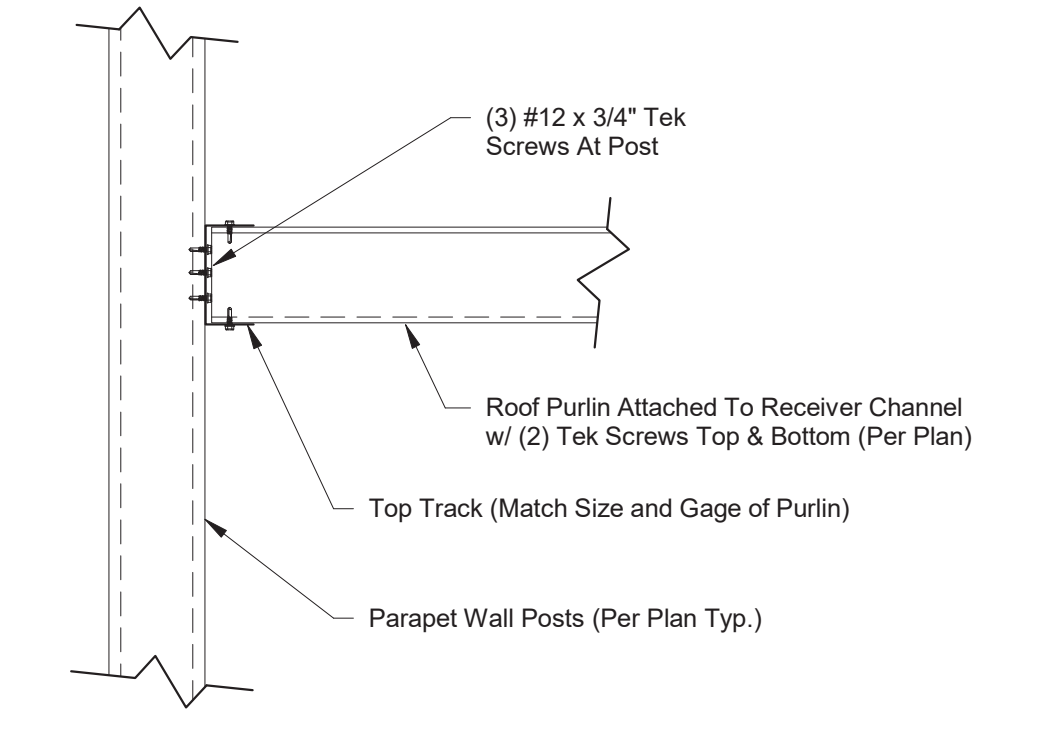 (3) #12 x 3/4" Tek
Screws At Post
Roof Purlin Attached To Receiver Channel
w/ (2) Tek Screws Top & Bottom (Per Plan)
Top Track (Match Size and Gage of Purlin)
Parapet Wall Posts (Per Plan Typ.)